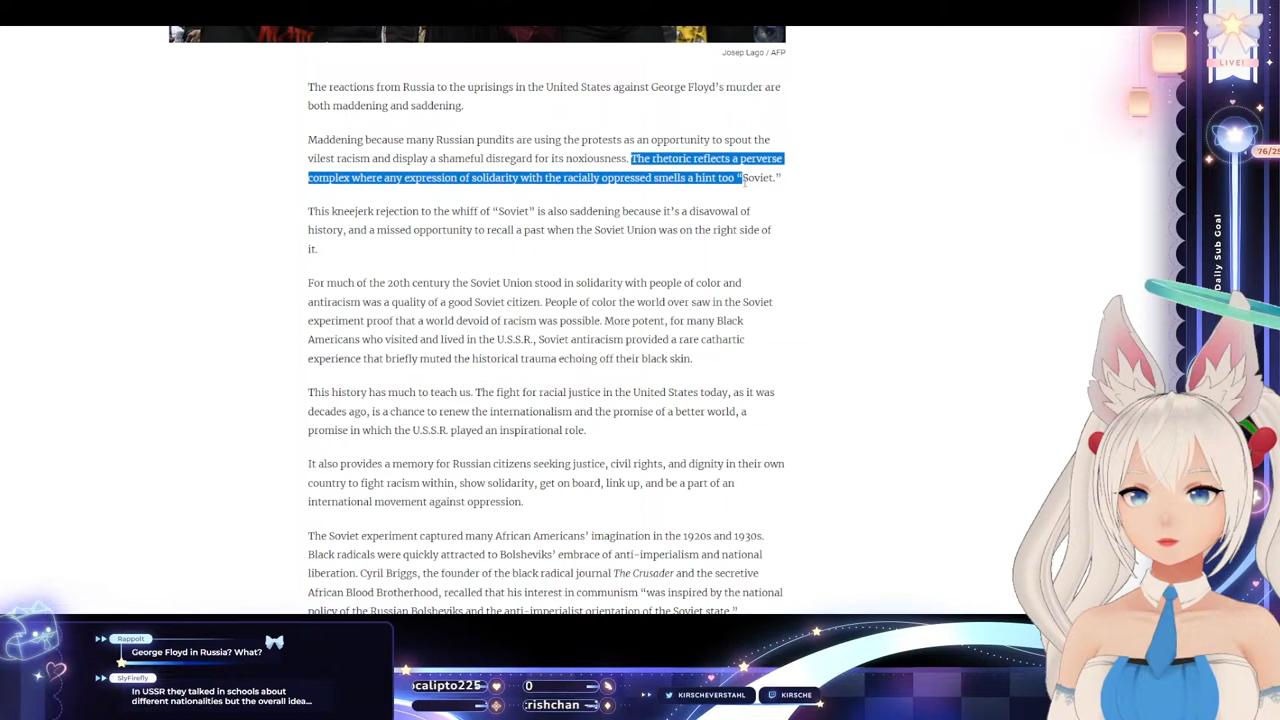 Josep Lago / AFP
The reactions from Russia to the uprisings in the United States against George Floyd's murder are
both maddening and saddening.
Maddening because many Russian pundits are using the protests as an opportunity to spout the
vilest racism and display a shameful disregard for its noxiousness. The rhetoric reflects a perverse
complex where any expression of solidarity with the racially oppressed smells a hint too “Soviet.”
This kneejerk rejection to the whiff of “Soviet” is also saddening because it's a disavowal of
history, and a missed opportunity to recall a past when the Soviet Union was on the right side of
it.
For much of the 20th century the Soviet Union stood in solidarity with people of color and
antiracism was a quality of a good Soviet citizen. People of color the world over saw in the Soviet
experiment proof that a world devoid of racism was possible. More potent, for many Black
Americans who visited and lived in the U.S.S.R., Soviet antiracism provided a rare cathartic
experience that briefly muted the historical trauma echoing off their black skin.
This history has much to teach us. The fight for racial justice in the United States today, as it was
decades ago, is a chance to renew the internationalism and the promise of a better world, a
promise in which the U.S.S.R. played an inspirational role.
It also provides a memory for Russian citizens seeking justice, civil rights, and dignity in their own
country to fight racism within, show solidarity, get on board, link up, and be a part of an
international movement against oppression.
The Soviet experiment captured many African Americans' imagination in the 1920s and 1930s.
Black radicals were quickly attracted to Bolsheviks' embrace of anti-imperialism and national
liberation. Cyril Briggs, the founder of the black radical journal The Crusader and the secretive
African Blood Brotherhood, recalled that his interest in communism “was inspired by the national
policy of the Russian Bolsheviks and the anti-imperialist orientation of the Soviet state.”
LIVE!
76/25
Daily Sub Goal
Rappolt
George Floyd in Russia? What?
SlyFirefly
In USSR they talked in schools about
different nationalities but the overall idea...
calipto225
0
rishchan
KIRSCHEVERSTAHL
KIRSCHE